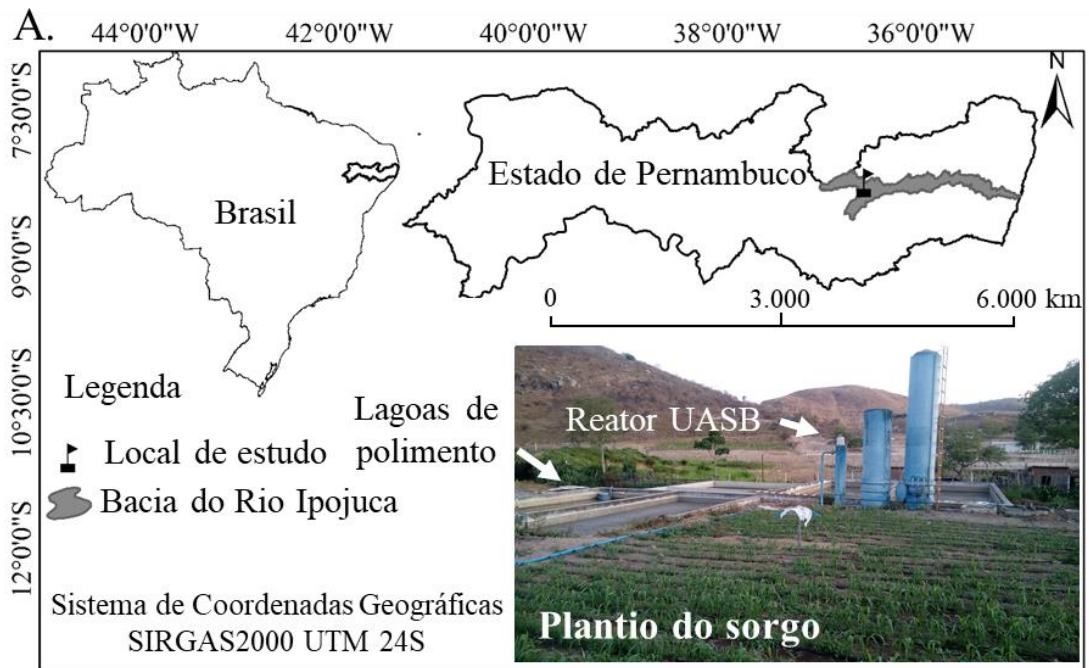 A.
44°0'0"W 42°0'0"W 40°0'0"W 38°0'0"W 36°0'0"W
N
7°30'0"S
9°0'0"S
10°30'0"S
12°0'0"S
Brasil
Estado de Pernambuco
0 3.000 6.000 km
Legenda
Local de estudo
Bacia do Rio Ipojuca
Lagoas de
polimento
Reator UASB
Plantio do sorgo
Sistema de Coordenadas Geográficas
SIRGAS2000 UTM 24S